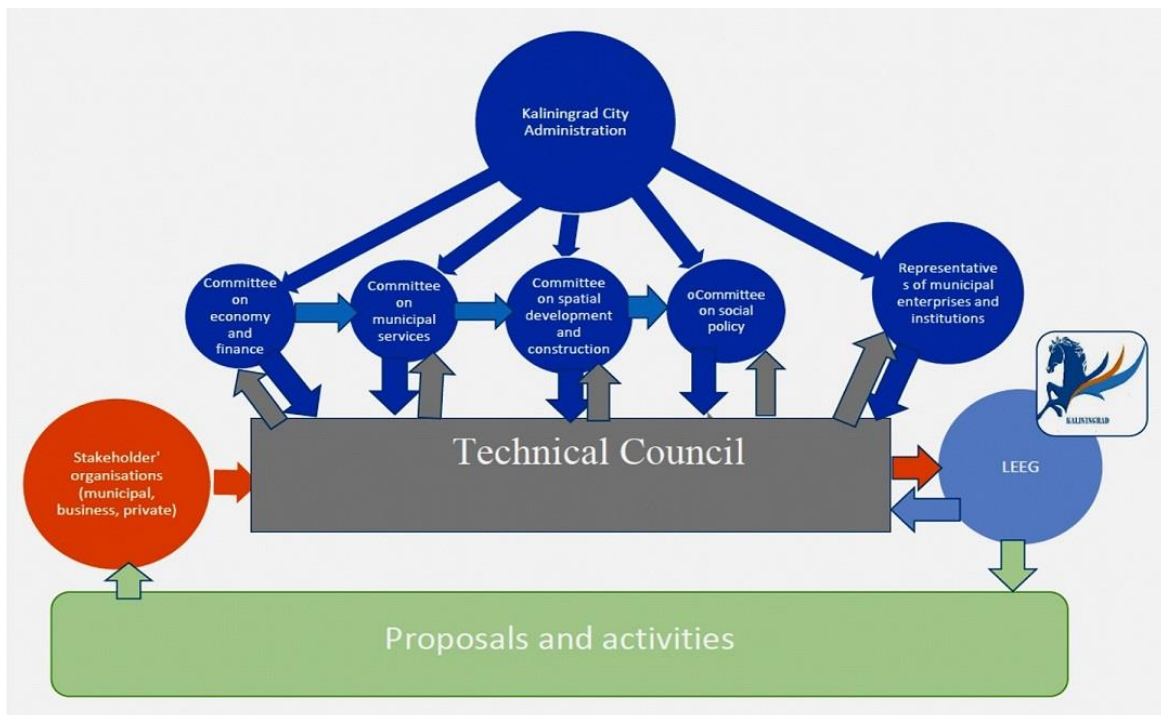 Kaliningrad City
Administration
Committee
on
economy
and
finance
Committee
on
municipal
services
Committee
on spatial
development
and
construction
oCommittee
on social
policy
Representative
s of municipal
enterprises and
institutions
KALININGRAD
Stakeholder'
organisations
(municipal,
business, private)
Technical Council
LEEG
Proposals and activities